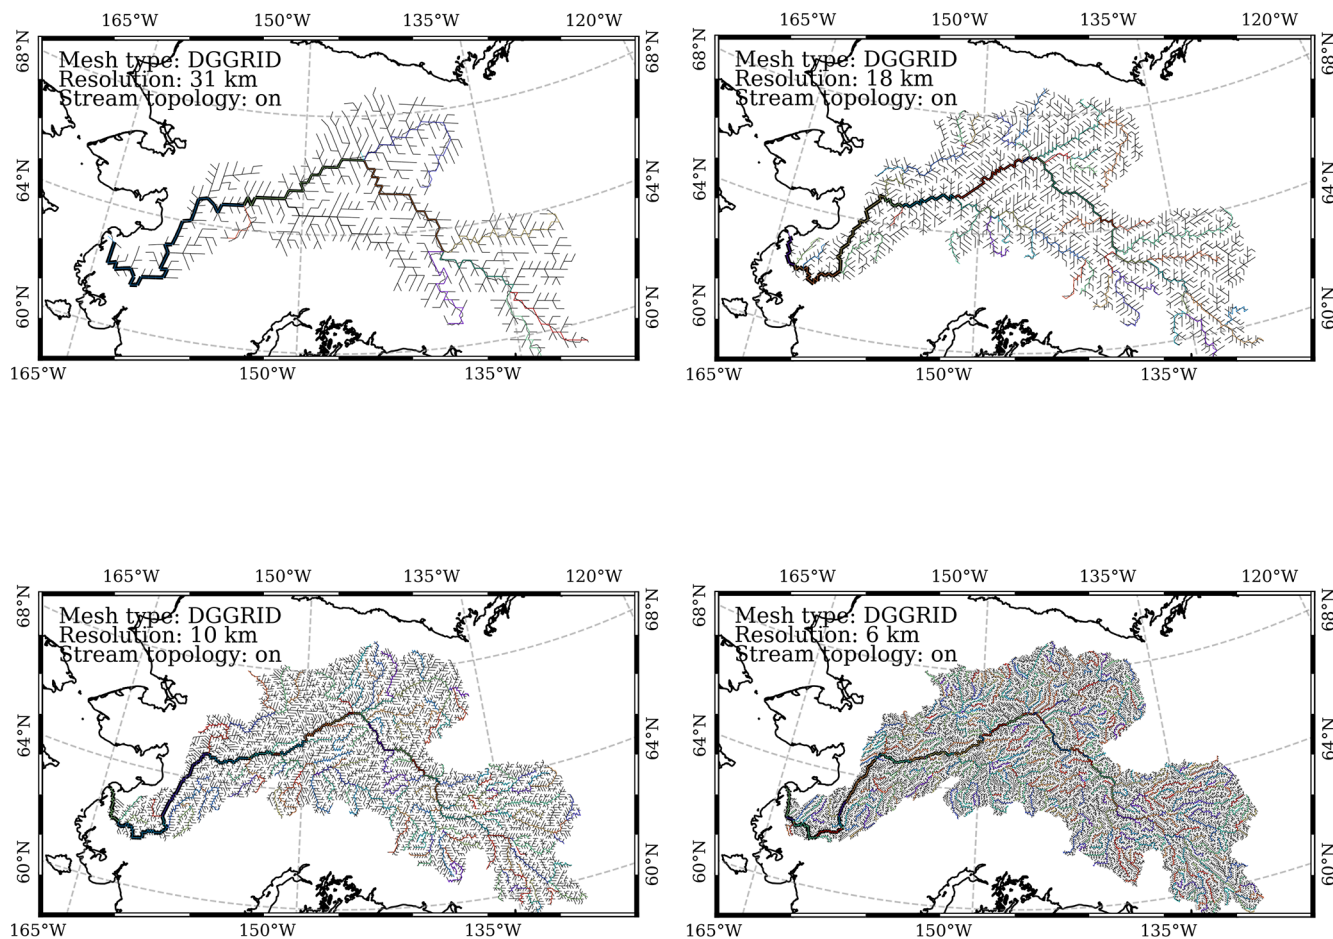 165°W 150°W 135°W 120°W
68°N 68°N
Mesh type: DGGRID
Resolution: 31 km
Stream topology: on
64°N 64°N
60°N 60°N
165°W 150°W 135°W
165°W 150°W 135°W 120°W
68°N 68°N
Mesh type: DGGRID
Resolution: 18 km
Stream topology: on
64°N 64°N
60°N 60°N
165°W 150°W 135°W
165°W 150°W 135°W 120°W
68°N 68°N
Mesh type: DGGRID
Resolution: 10 km
Stream topology: on
64°N 64°N
60°N 60°N
165°W 150°W 135°W
165°W 150°W 135°W 120°W
68°N 68°N
Mesh type: DGGRID
Resolution: 6 km
Stream topology: on
64°N 64°N
60°N 60°N
165°W 150°W 135°W